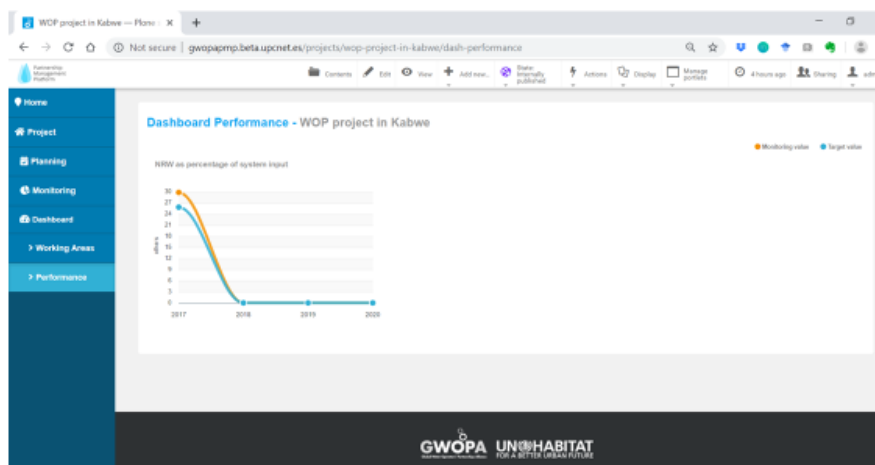 WOP project in Kabwe — Plone
Not secure | gwopapmp.beta.upcnet.es/projects/wop-project-in-kabwe/dash-performance
Partnership
Management
Platform
Contents Edit View Add new... State: Internally published Actions Display Manage portlets 4 hours ago Sharing
Home
Project
Planning
Monitoring
Dashboard
> Working Areas
> Performance
Dashboard Performance - WOP project in Kabwe
Monitoring value Target value
NRW as percentage of system input
30
27
24
21
18
15
12
9
6
3
0
2017 2018 2019 2020
GWOPA UN HABITAT
FOR A BETTER URBAN FUTURE